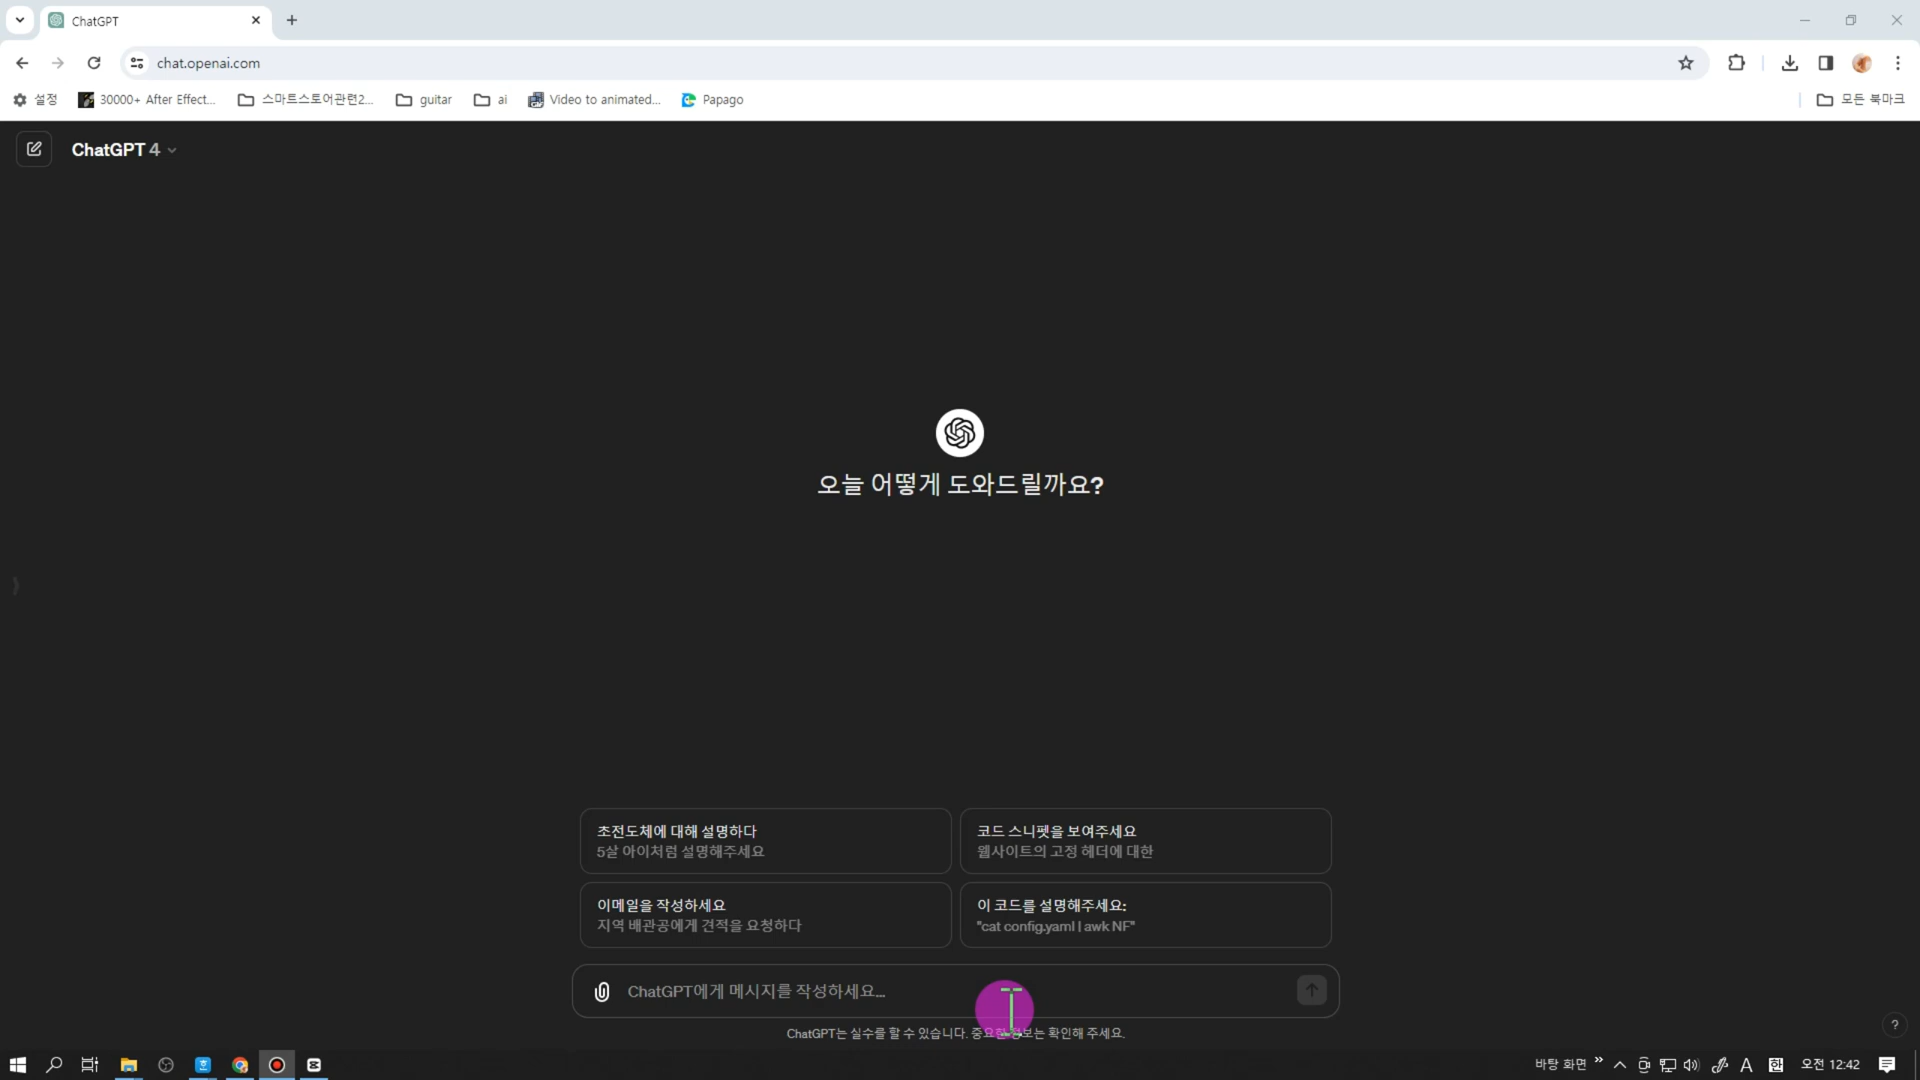 ChatGPT
chat.openai.com
설정
30000+ After Effect...
스마트스토어관련2...
guitar
ai
Video to animated...
Papago
모든 북마크
ChatGPT 4
오늘 어떻게 도와드릴까요?
초전도체에 대해 설명하다
5살 아이처럼 설명해주세요
코드 스니펫을 보여주세요
웹사이트의 고정 헤더에 대한
이메일을 작성하세요
지역 배관공에게 견적을 요청하다
이 코드를 설명해주세요:
"cat config.yaml | awk NF"
ChatGPT에게 메시지를 작성하세요...
ChatGPT는 실수를 할 수 있습니다. 중요한 정보는 확인해 주세요.
?
바탕 화면
A
한
오전 12:42